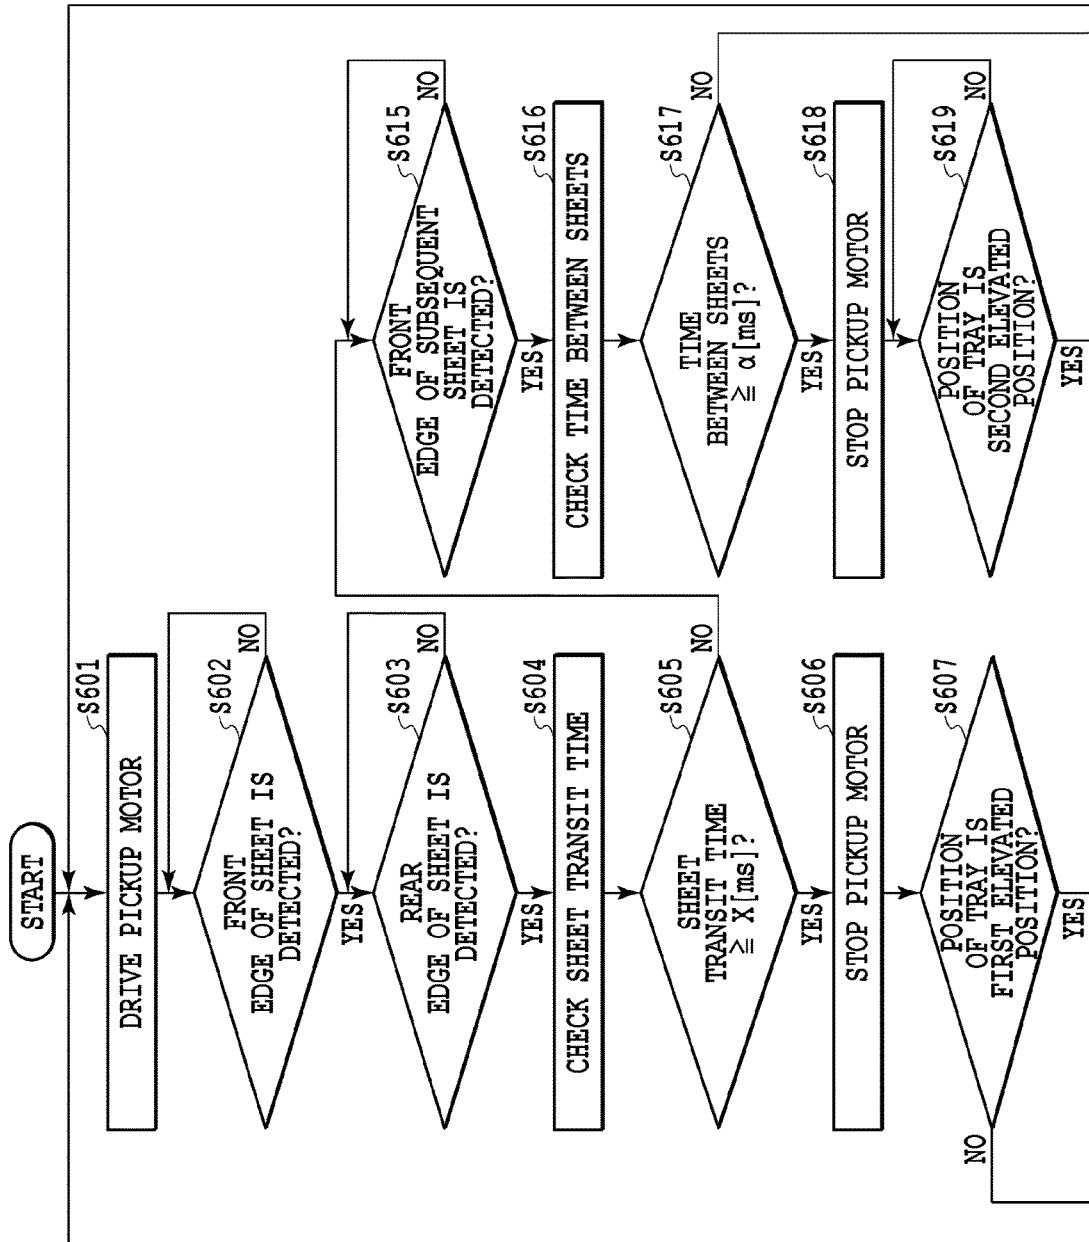 START
S601
DRIVE PICKUP MOTOR
S602
FRONT
EDGE OF SHEET IS
DETECTED?
NO
YES
S603
REAR
EDGE OF SHEET IS
DETECTED?
NO
YES
S604
CHECK SHEET TRANSIT TIME
S605
SHEET
TRANSIT TIME
≧ X[ms]?
NO
YES
S606
STOP PICKUP MOTOR
S607
POSITION
OF TRAY IS
FIRST ELEVATED
POSITION?
NO
YES
S615
FRONT
EDGE OF SUBSEQUENT
SHEET IS
DETECTED?
NO
YES
S616
CHECK TIME BETWEEN SHEETS
S617
TIME
BETWEEN SHEETS
≧ α[ms]?
NO
YES
S618
STOP PICKUP MOTOR
S619
POSITION
OF TRAY IS
SECOND ELEVATED
POSITION?
NO
YES